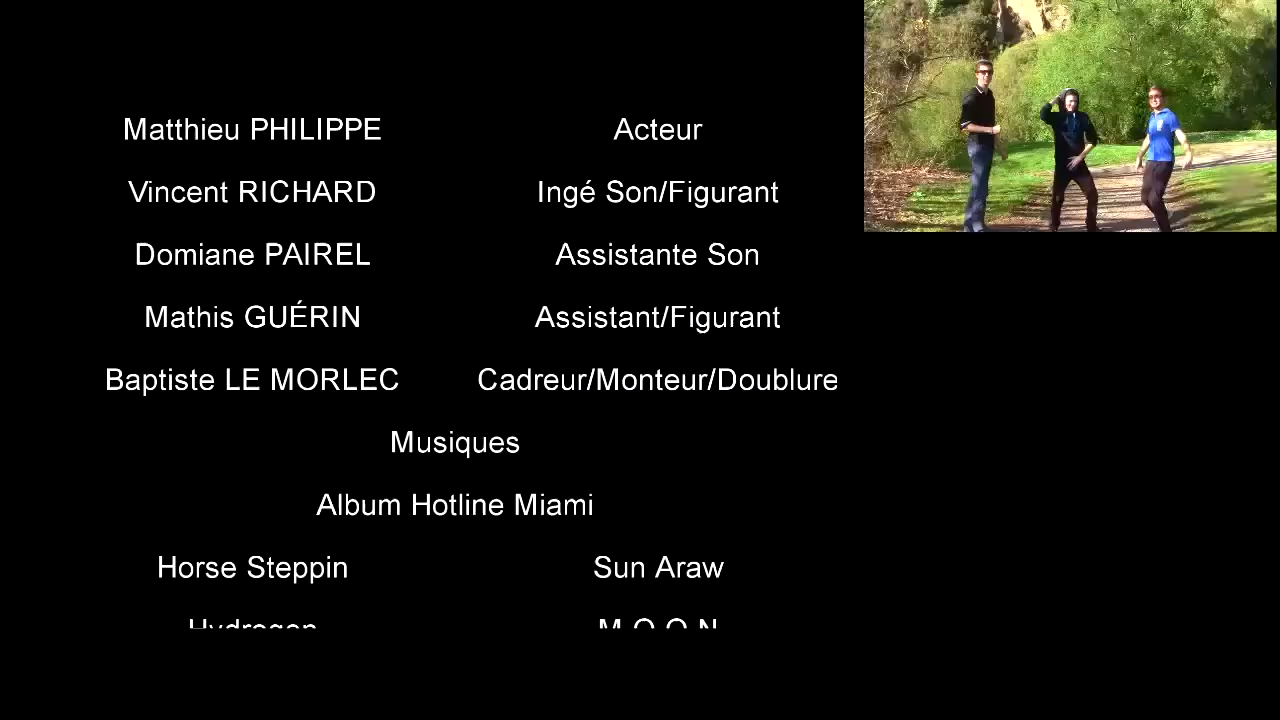 Matthieu PHILIPPE Acteur
Vincent RICHARD Ingé Son/Figurant
Domiane PAIREL Assistante Son
Mathis GUÉRIN Assistant/Figurant
Baptiste LE MORLEC Cadreur/Monteur/Doublure
Musiques
Album Hotline Miami
Horse Steppin Sun Araw
Hydrogen M.O.O.N